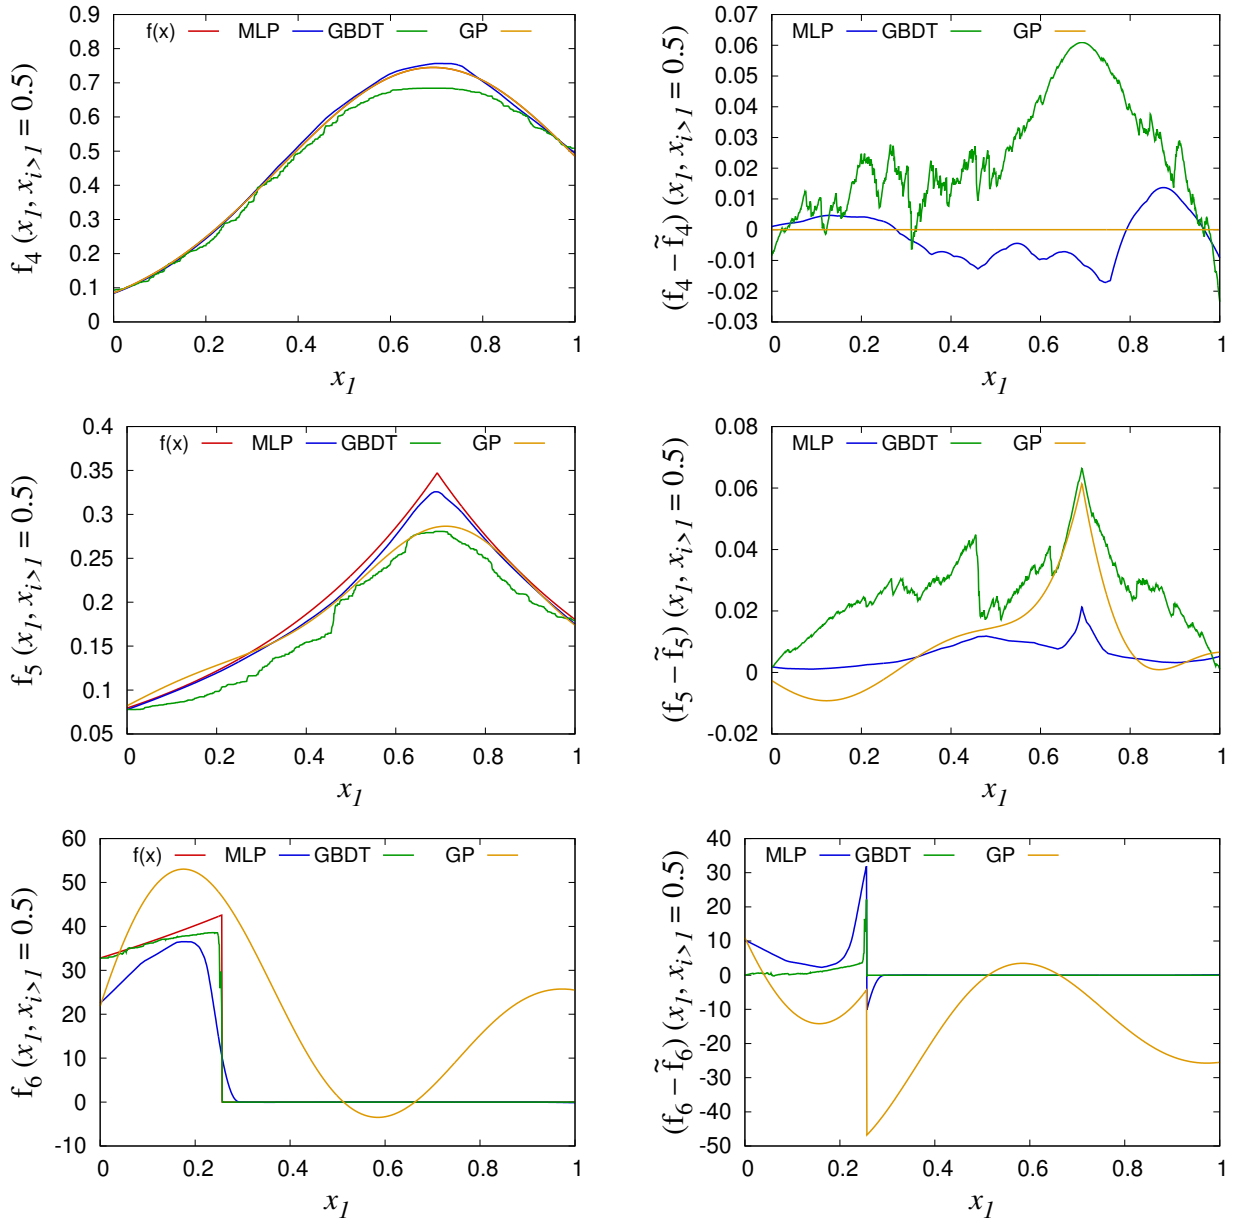 f(x) MLP GBDT GP
f₄ (x₁, xᵢ>₁ = 0.5)
0.9
0.8
0.7
0.6
0.5
0.4
0.3
0.2
0.1
0
0 0.2 0.4 0.6 0.8 1
x₁
MLP GBDT GP
(f₄ − f̃₄) (x₁, xᵢ>₁ = 0.5)
0.07
0.06
0.05
0.04
0.03
0.02
0.01
0
-0.01
-0.02
-0.03
0 0.2 0.4 0.6 0.8 1
x₁
f(x) MLP GBDT GP
f₅ (x₁, xᵢ>₁ = 0.5)
0.4
0.35
0.3
0.25
0.2
0.15
0.1
0.05
0 0.2 0.4 0.6 0.8 1
x₁
MLP GBDT GP
(f₅ − f̃₅) (x₁, xᵢ>₁ = 0.5)
0.08
0.06
0.04
0.02
0
-0.02
0 0.2 0.4 0.6 0.8 1
x₁
f(x) MLP GBDT GP
f₆ (x₁, xᵢ>₁ = 0.5)
60
50
40
30
20
10
0
-10
0 0.2 0.4 0.6 0.8 1
x₁
MLP GBDT GP
(f₆ − f̃₆) (x₁, xᵢ>₁ = 0.5)
40
30
20
10
0
-10
-20
-30
-40
-50
0 0.2 0.4 0.6 0.8 1
x₁